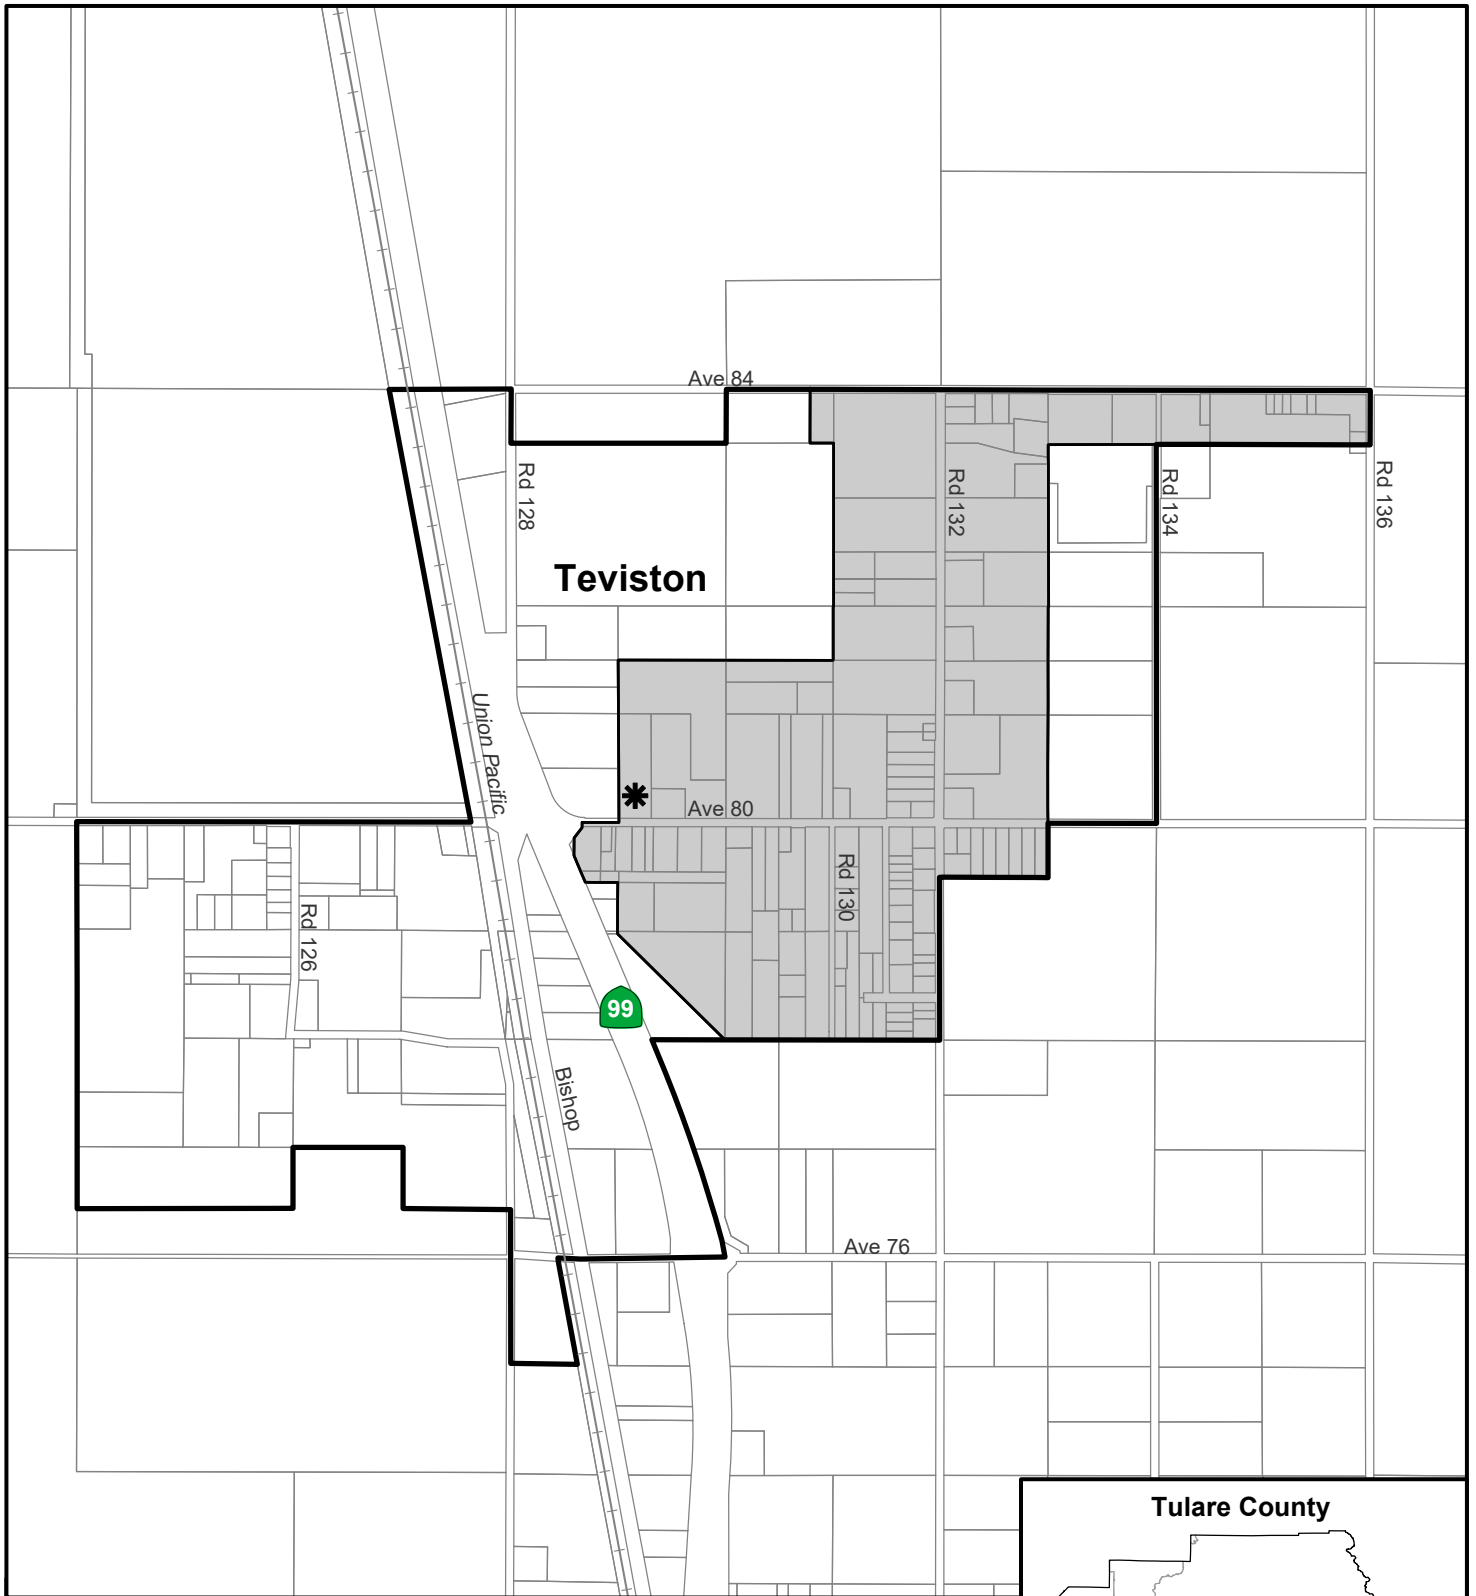 Ave 84
Rd 128
Rd 132
Rd 134
Rd 136
Teviston
Union Pacific
Ave 80
Rd 130
Rd 126
99
Bishop
Ave 76
Tulare County